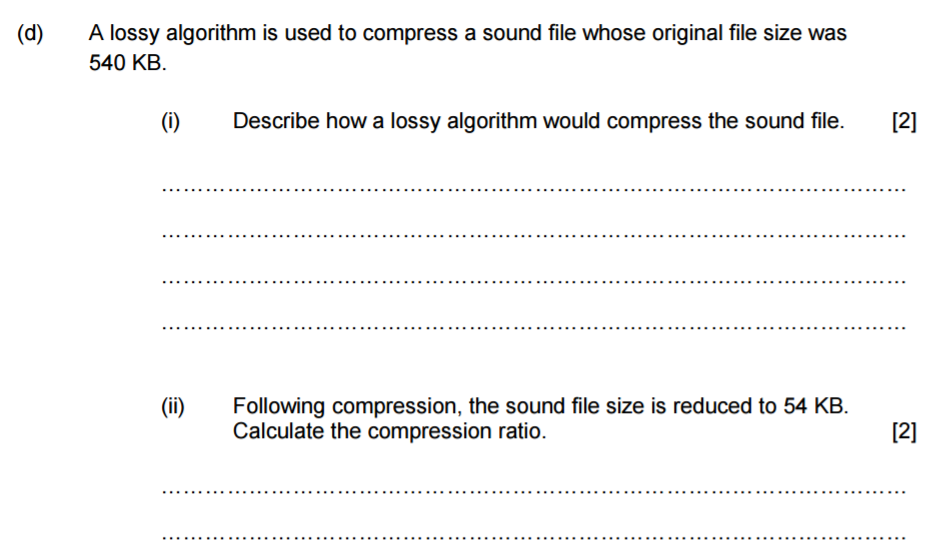 (d) A lossy algorithm is used to compress a sound file whose original file size was
540 KB.
(i) Describe how a lossy algorithm would compress the sound file. [2]
……………………………………………………………………………………………
……………………………………………………………………………………………
……………………………………………………………………………………………
……………………………………………………………………………………………
(ii) Following compression, the sound file size is reduced to 54 KB.
Calculate the compression ratio. [2]
……………………………………………………………………………………………
……………………………………………………………………………………………